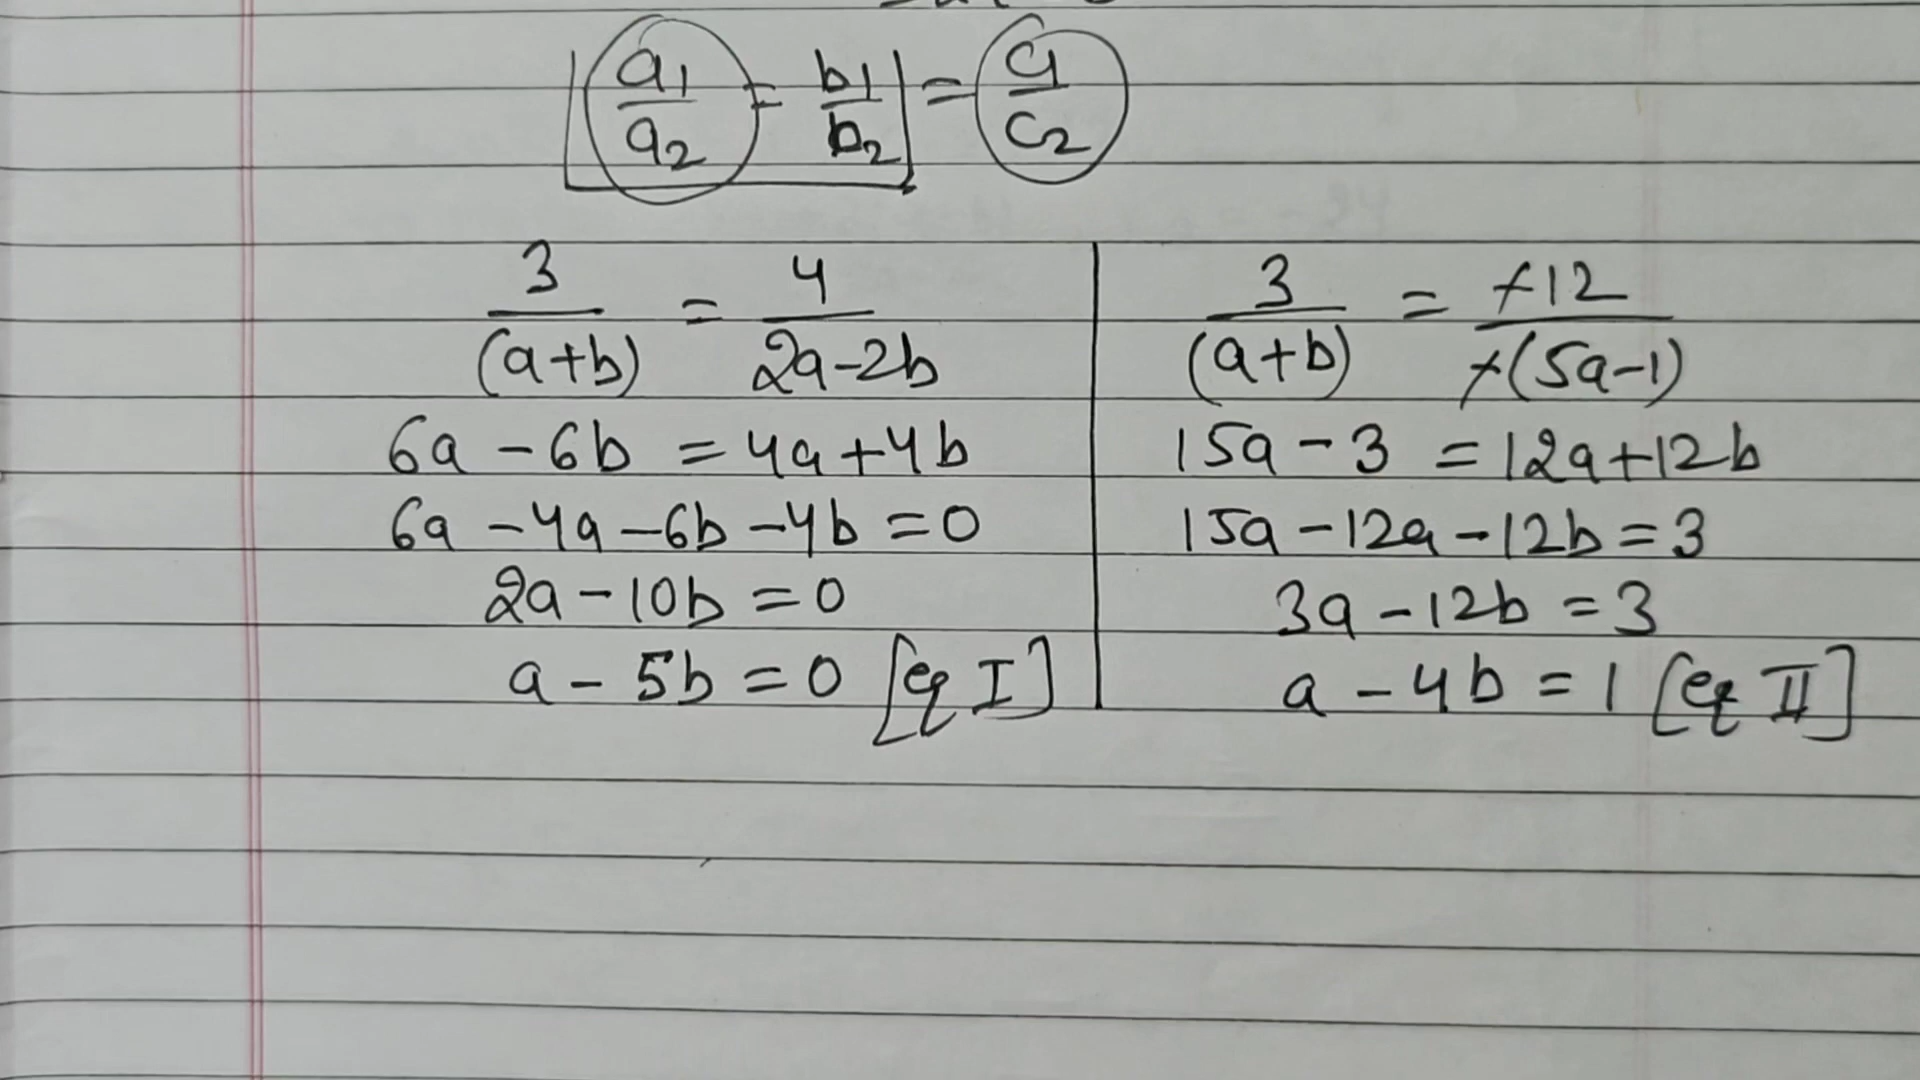 a1/a2 = b1/b2 = c1/c2
3/(a+b) = 4/2a-2b
6a - 6b = 4a+4b
6a - 4a - 6b - 4b = 0
2a - 10b = 0
a - 5b = 0 [eq I]
3/(a+b) = -12/-(5a-1)
15a - 3 = 12a+12b
15a - 12a - 12b = 3
3a - 12b = 3
a - 4b = 1 [eq II]